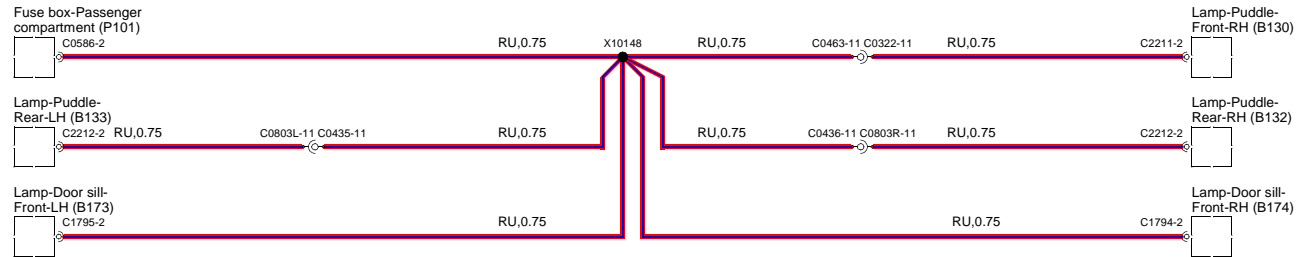 Fuse box-Passenger
compartment (P101)
C0586-2
RU,0.75
X10148
RU,0.75
C0463-11 C0322-11
C2211-2
Lamp-Puddle-
Front-RH (B130)
Lamp-Puddle-
Rear-LH (B133)
C2212-2
RU,0.75
C0803L-11 C0435-11
RU,0.75
RU,0.75
C0436-11 C0803R-11
RU,0.75
C2212-2
Lamp-Puddle-
Rear-RH (B132)
Lamp-Door sill-
Front-LH (B173)
C1795-2
RU,0.75
RU,0.75
C1794-2
Lamp-Door sill-
Front-RH (B174)